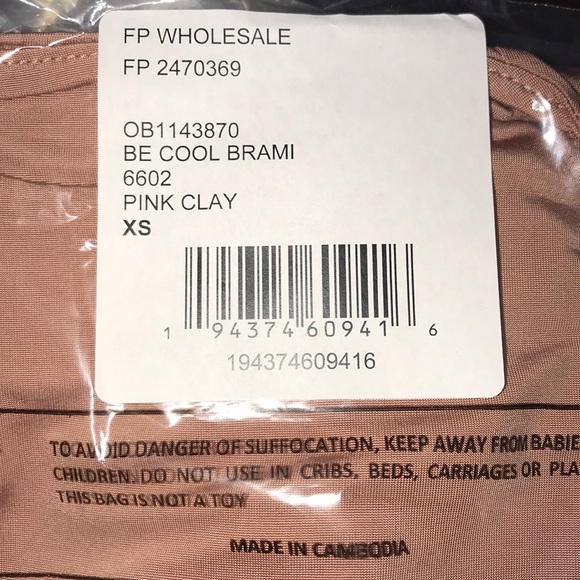 FP WHOLESALE
FP 2470369
OB1143870
BE COOL BRAMI
6602
PINK CLAY
XS
1 94374 60941 6
194374609416
TO AVOID DANGER OF SUFFOCATION, KEEP AWAY FROM BABIE
CHILDREN. DO NOT USE IN CRIBS, BEDS, CARRIAGES OR PLA
THIS BAG IS NOT A TOY
MADE IN CAMBODIA